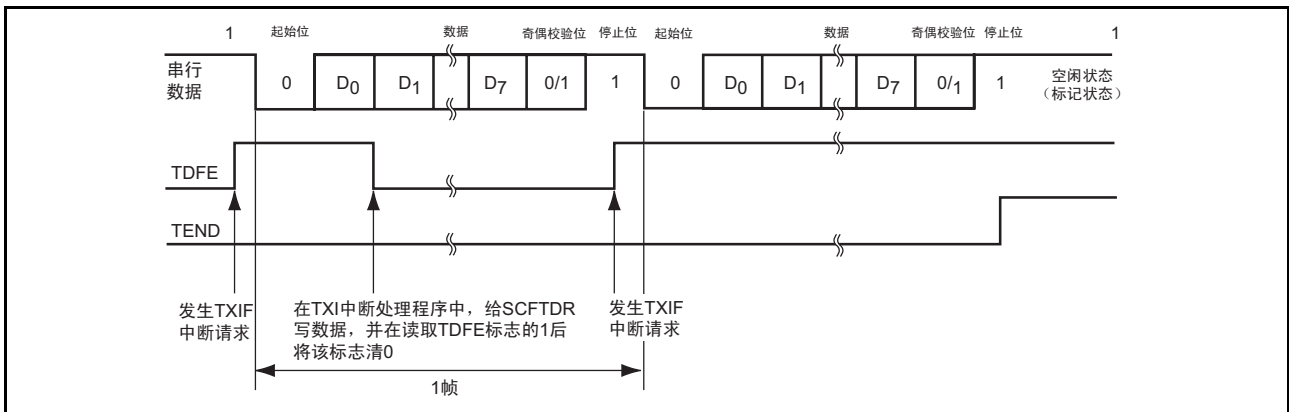 1 起始位 数据 奇偶校验位 停止位 起始位 数据 奇偶校验位 停止位 1
串行
数据
0 D0 D1 D7 0/1 1 0 D0 D1 D7 0/1 1
空闲状态
（标记状态）
TDFE
TEND
发生TXIF
中断请求
在TXI中断处理程序中，给SCFTDR
写数据，并在读取TDFE标志的1后
将该标志清0
发生TXIF
中断请求
1帧